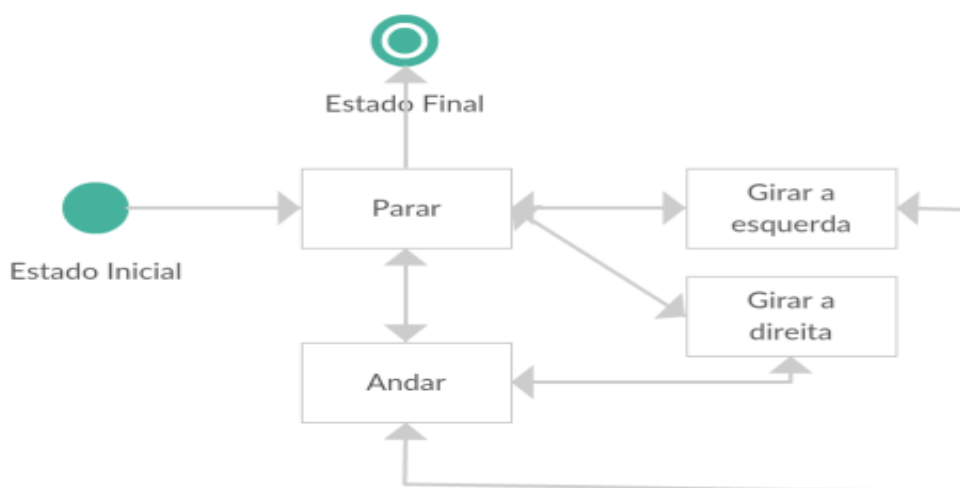 Estado Final
Parar
Girar a
esquerda
Estado Inicial
Girar a
direita
Andar